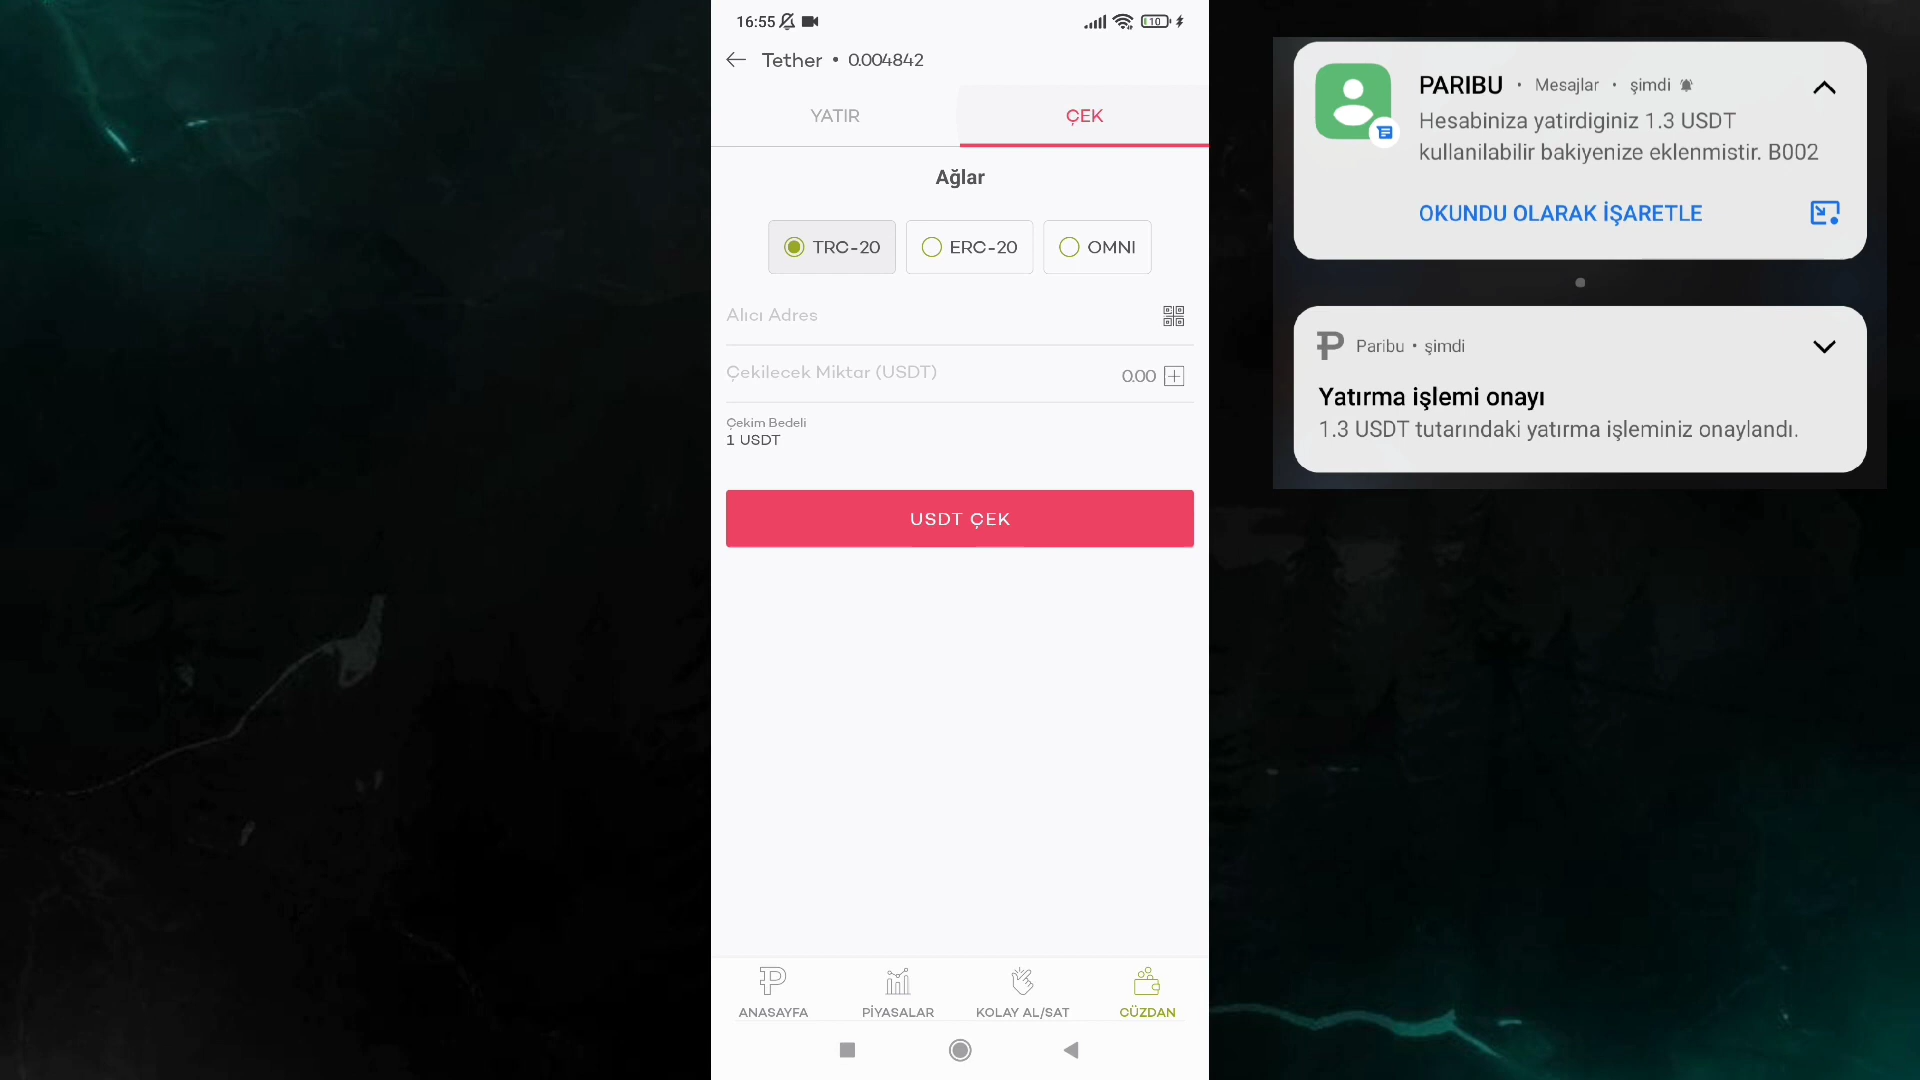 16:55
10
Tether • 0.004842
YATIR
ÇEK
Ağlar
TRC-20
ERC-20
OMNI
Alıcı Adres
Çekilecek Miktar (USDT)
0.00
Çekim Bedeli
1 USDT
USDT ÇEK
ANASAYFA
PİYASALAR
KOLAY AL/SAT
CÜZDAN
PARIBU • Mesajlar • şimdi
Hesabiniza yatirdiginiz 1.3 USDT
kullanilabilir bakiyenize eklenmistir. B002
OKUNDU OLARAK İŞARETLE
Paribu • şimdi
Yatırma işlemi onayı
1.3 USDT tutarındaki yatırma işleminiz onaylandı.